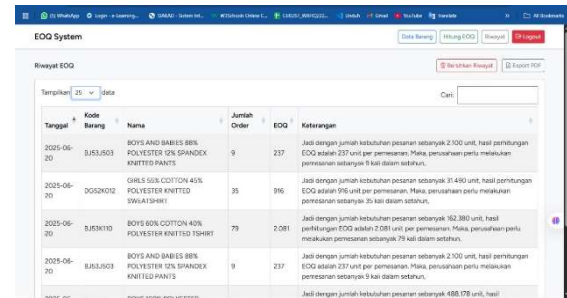 (1) WhatsApp
Login - e-Learning...
W3Schools Online C...
Unduh
Gmail
YouTube
Translate
»
All Bookmarks
EOQ System
Data Barang
Hitung EOQ
Riwayat
Logout
Riwayat EOQ
Bersihkan Riwayat
Export PDF
Tampilkan 25 data
Cari:
Tanggal
Kode Barang
Nama
Jumlah Order
EOQ
Keterangan
2025-06-20
BJ53J503
BOYS AND BABIES 88%
POLYESTER 12% SPANDEX
KNITTED PANTS
9
237
Jadi dengan jumlah kebutuhan pesanan sebanyak 2.100 unit, hasil perhitungan
EOQ adalah 237 unit per pemesanan. Maka, perusahaan perlu melakukan
pemesanan sebanyak 9 kali dalam setahun.
2025-06-20
DG52K012
GIRLS 55% COTTON 45%
POLYESTER KNITTED
SWEATSHIRT
35
916
Jadi dengan jumlah kebutuhan pesanan sebanyak 31.490 unit, hasil perhitungan
EOQ adalah 916 unit per pemesanan. Maka, perusahaan perlu melakukan
pemesanan sebanyak 35 kali dalam setahun.
2025-06-20
BJ53K110
BOYS 60% COTTON 40%
POLYESTER KNITTED TSHIRT
79
2.081
Jadi dengan jumlah kebutuhan pesanan sebanyak 162.380 unit, hasil
perhitungan EOQ adalah 2.081 unit per pemesanan. Maka, perusahaan perlu
melakukan pemesanan sebanyak 79 kali dalam setahun.
2025-06-20
BJ53J503
BOYS AND BABIES 88%
POLYESTER 12% SPANDEX
KNITTED PANTS
9
237
Jadi dengan jumlah kebutuhan pesanan sebanyak 2.100 unit, hasil perhitungan
EOQ adalah 237 unit per pemesanan. Maka, perusahaan perlu melakukan
pemesanan sebanyak 9 kali dalam setahun.
Jadi dengan jumlah kebutuhan pesanan sebanyak 488.178 unit, hasil